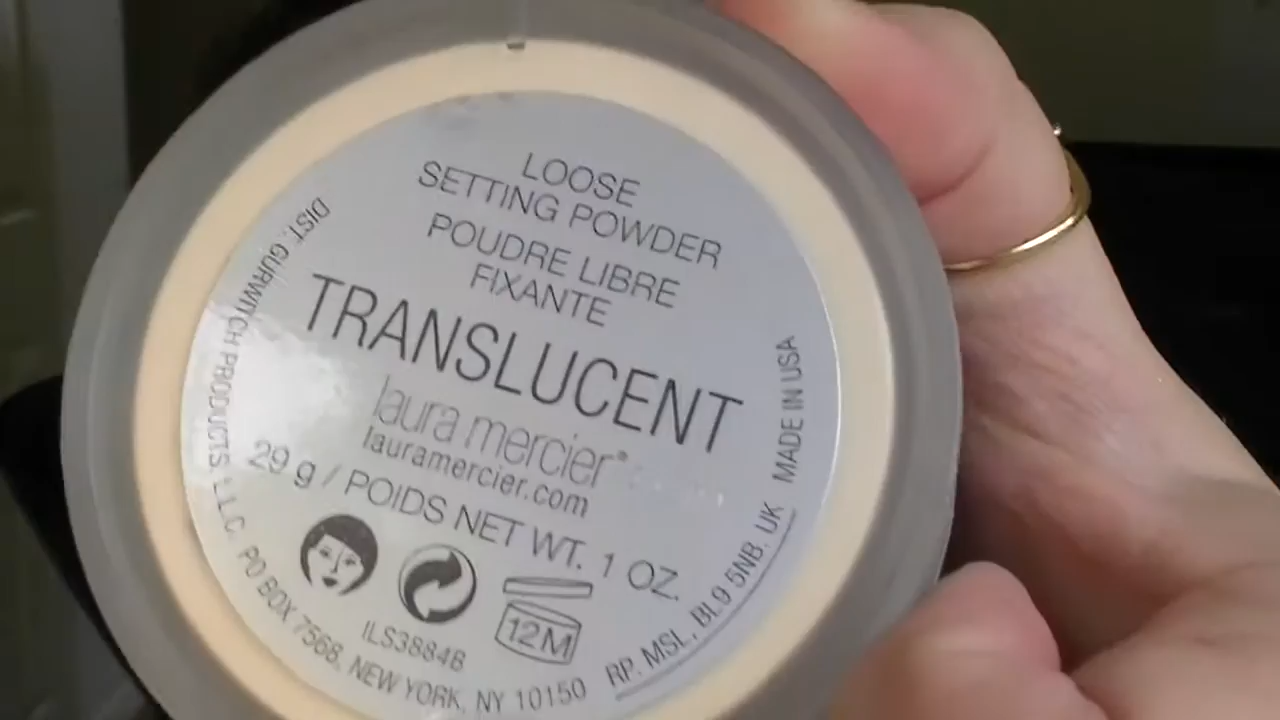 LOOSE
SETTING POWDER
POUDRE LIBRE
FIXANTE
TRANSLUCENT
laura mercier®
lauramercier.com
29 g / POIDS NET WT. 1 OZ.
12M
ILS3884B
DIST. GURWITCH PRODUCTS, L.L.C. PO BOX 7568, NEW YORK, NY 10150
RP. MSL, BL9 5NB. UK
MADE IN USA